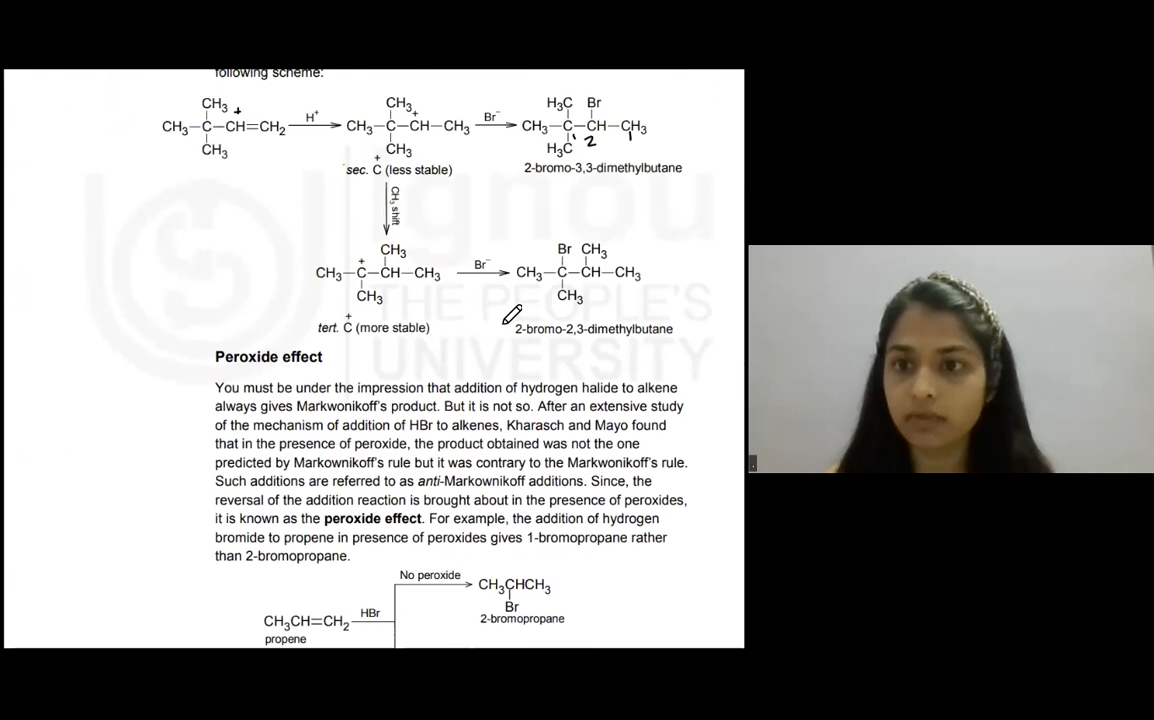 following scheme:
CH3 + CH3 H3C Br
CH3–C–CH=CH2 H+ CH3–C–CH–CH3 + Br– CH3–C–CH–CH3
CH3 CH3 H3C 1 2 1
sec. C+ (less stable) 2-bromo-3,3-dimethylbutane
CH3 shift
CH3 Br CH3
CH3–C+–CH–CH3 Br– CH3–C–CH–CH3
CH3 CH3
tert. C+ (more stable) 2-bromo-2,3-dimethylbutane
ignou
THE PEOPLE'S
UNIVERSITY
Peroxide effect
You must be under the impression that addition of hydrogen halide to alkene
always gives Markwonikoff's product. But it is not so. After an extensive study
of the mechanism of addition of HBr to alkenes, Kharasch and Mayo found
that in the presence of peroxide, the product obtained was not the one
predicted by Markownikoff's rule but it was contrary to the Markwonikoff's rule.
Such additions are referred to as anti-Markownikoff additions. Since, the
reversal of the addition reaction is brought about in the presence of peroxides,
it is known as the peroxide effect. For example, the addition of hydrogen
bromide to propene in presence of peroxides gives 1-bromopropane rather
than 2-bromopropane.
No peroxide CH3CHCH3
Br
2-bromopropane
CH3CH=CH2 HBr
propene